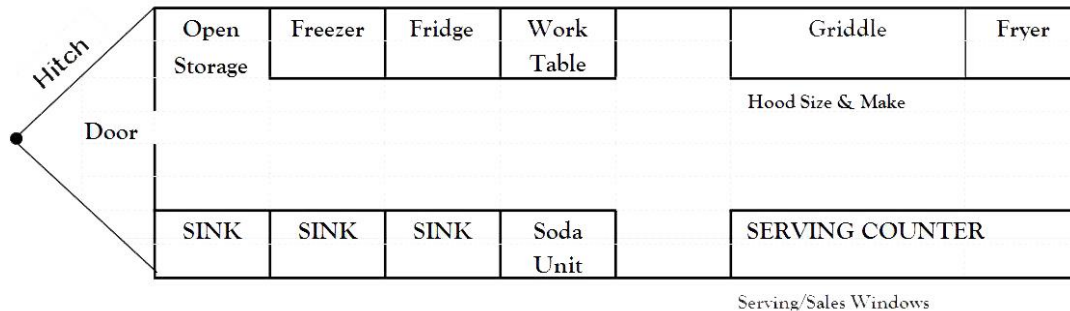 Hitch
Open Storage
Freezer
Fridge
Work Table
Griddle
Fryer
Hood Size & Make
Door
SINK
SINK
SINK
Soda Unit
SERVING COUNTER
Serving/Sales Windows